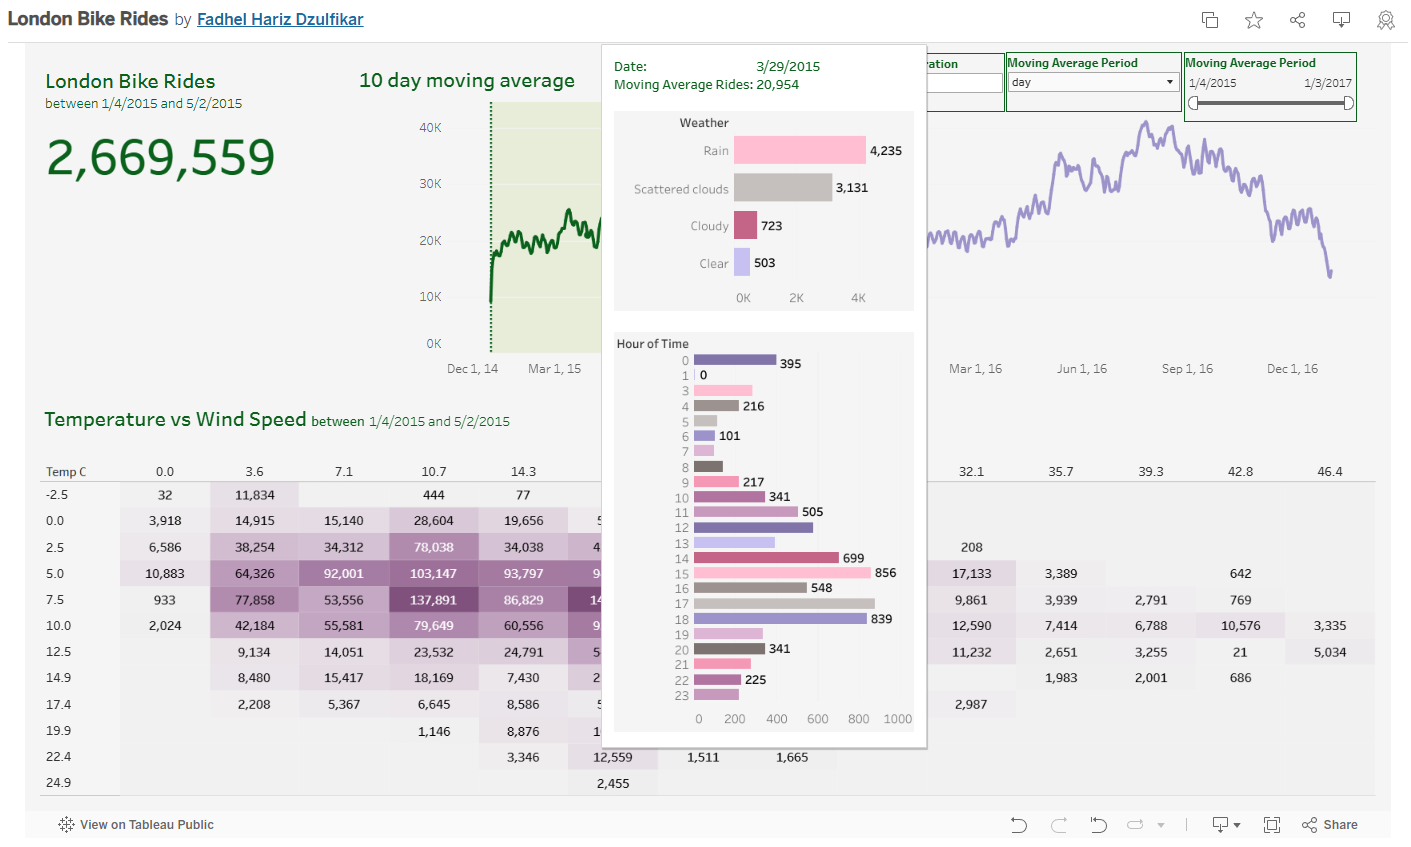 London Bike Rides by Fadhel Hariz Dzulfikar
London Bike Rides
between 1/4/2015 and 5/2/2015
2,669,559
10 day moving average
40K
30K
20K
10K
0K
Dec 1, 14 Mar 1, 15
Date: 3/29/2015
Moving Average Rides: 20,954
Weather
Rain 4,235
Scattered clouds 3,131
Cloudy 723
Clear 503
0K 2K 4K
Hour of Time
0 395
1 0
3
4 216
5
6 101
7
8
9 217
10 341
11 505
12
13
14 699
15 856
16 548
17
18 839
19
20 341
21
22 225
23
0 200 400 600 800 1000
Moving Average Period
day
Moving Average Period
1/4/2015 1/3/2017
Mar 1, 16 Jun 1, 16 Sep 1, 16 Dec 1, 16
Temperature vs Wind Speed between 1/4/2015 and 5/2/2015
Temp C 0.0 3.6 7.1 10.7 14.3 32.1 35.7 39.3 42.8 46.4
-2.5 32 11,834 444 77
0.0 3,918 14,915 15,140 28,604 19,656
2.5 6,586 38,254 34,312 78,038 34,038 208
5.0 10,883 64,326 92,001 103,147 93,797 17,133 3,389 642
7.5 933 77,858 53,556 137,891 86,829 9,861 3,939 2,791 769
10.0 2,024 42,184 55,581 79,649 60,556 12,590 7,414 6,788 10,576 3,335
12.5 9,134 14,051 23,532 24,791 11,232 2,651 3,255 21 5,034
14.9 8,480 15,417 18,169 7,430 1,983 2,001 686
17.4 2,208 5,367 6,645 8,586 2,987
19.9 1,146 8,876
22.4 3,346 12,559 1,511 1,665
24.9 2,455
View on Tableau Public
Share